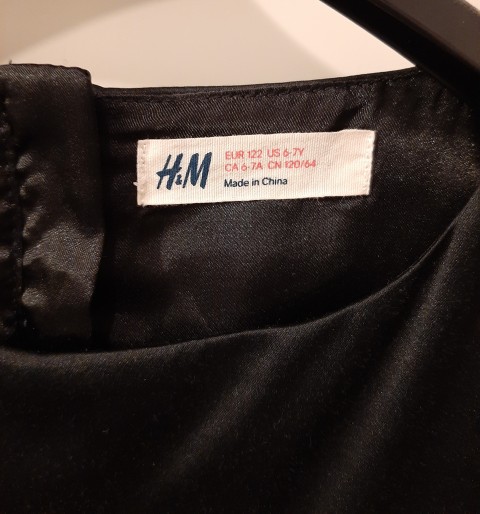 H&M
EUR 122 US 6-7Y
CA 6-7A CN 120/64
Made in China